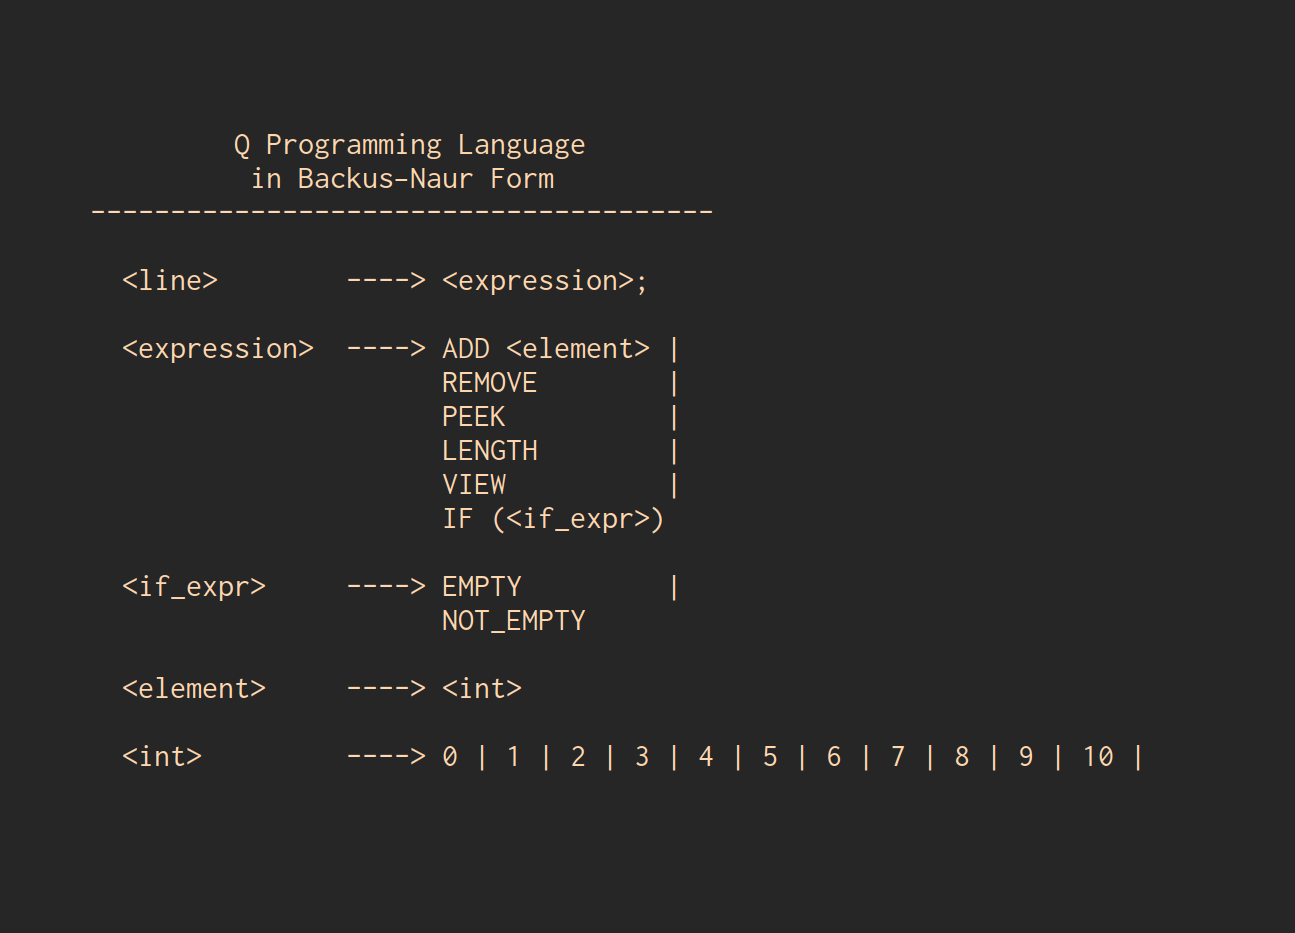 Q Programming Language
in Backus-Naur Form
---------------------------------------
<line> ----> <expression>;
<expression> ----> ADD <element> |
REMOVE |
PEEK |
LENGTH |
VIEW |
IF (<if_expr>)
<if_expr> ----> EMPTY |
NOT_EMPTY
<element> ----> <int>
<int> ----> 0 | 1 | 2 | 3 | 4 | 5 | 6 | 7 | 8 | 9 | 10 |